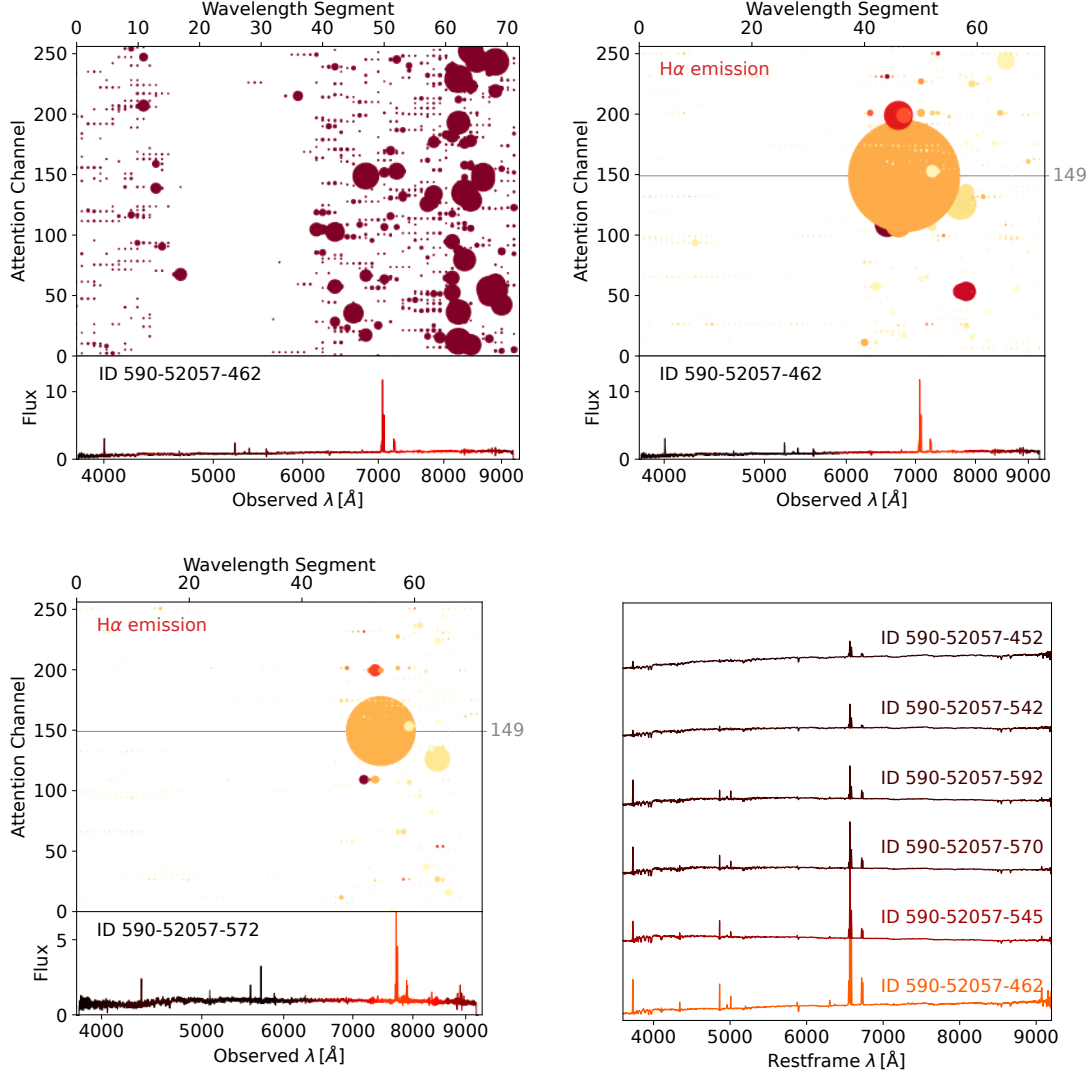 Wavelength Segment
0 10 20 30 40 50 60 70
Attention Channel
250
200
150
100
50
0
ID 590-52057-462
Flux
10
0
4000 5000 6000 7000 8000 9000
Observed λ [Å]
Wavelength Segment
0 20 40 60
Attention Channel
250
200
150
100
50
0
Hα emission
149
ID 590-52057-462
Flux
10
0
4000 5000 6000 7000 8000 9000
Observed λ [Å]
Wavelength Segment
0 20 40 60
Attention Channel
250
200
150
100
50
0
Hα emission
149
ID 590-52057-572
Flux
5
0
4000 5000 6000 7000 8000 9000
Observed λ [Å]
ID 590-52057-452
ID 590-52057-542
ID 590-52057-592
ID 590-52057-570
ID 590-52057-545
ID 590-52057-462
4000 5000 6000 7000 8000 9000
Restframe λ [Å]